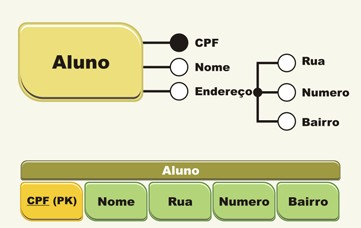 Aluno
CPF
Nome
Endereço
Rua
Numero
Bairro
Aluno
CPF (PK) Nome Rua Numero Bairro